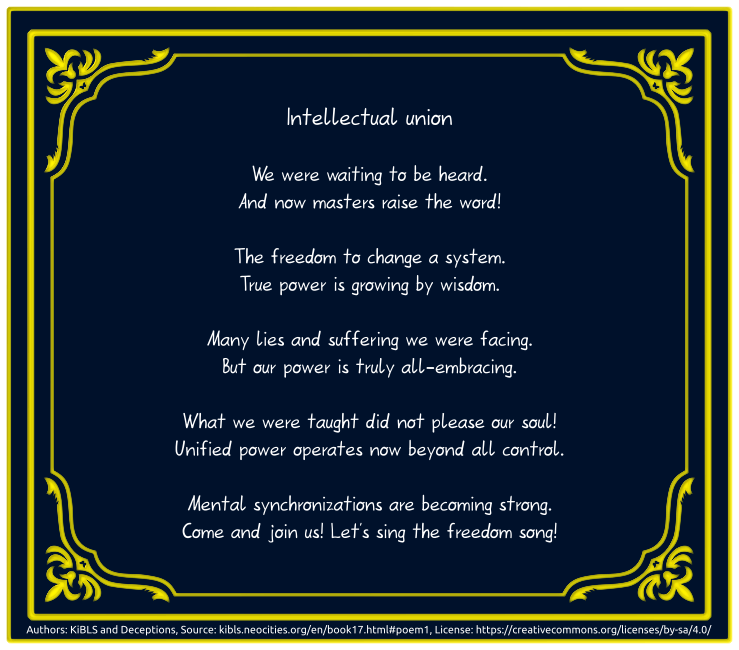 Intellectual union
We were waiting to be heard.
And now masters raise the word!
The freedom to change a system.
True power is growing by wisdom.
Many lies and suffering we were facing.
But our power is truly all-embracing.
What we were taught did not please our soul!
Unified power operates now beyond all control.
Mental synchronizations are becoming strong.
Come and join us! Let's sing the freedom song!
Authors: KiBLS and Deceptions, Source: kibls.neocities.org/en/book17.html#poem1, License: https://creativecommons.org/licenses/by-sa/4.0/